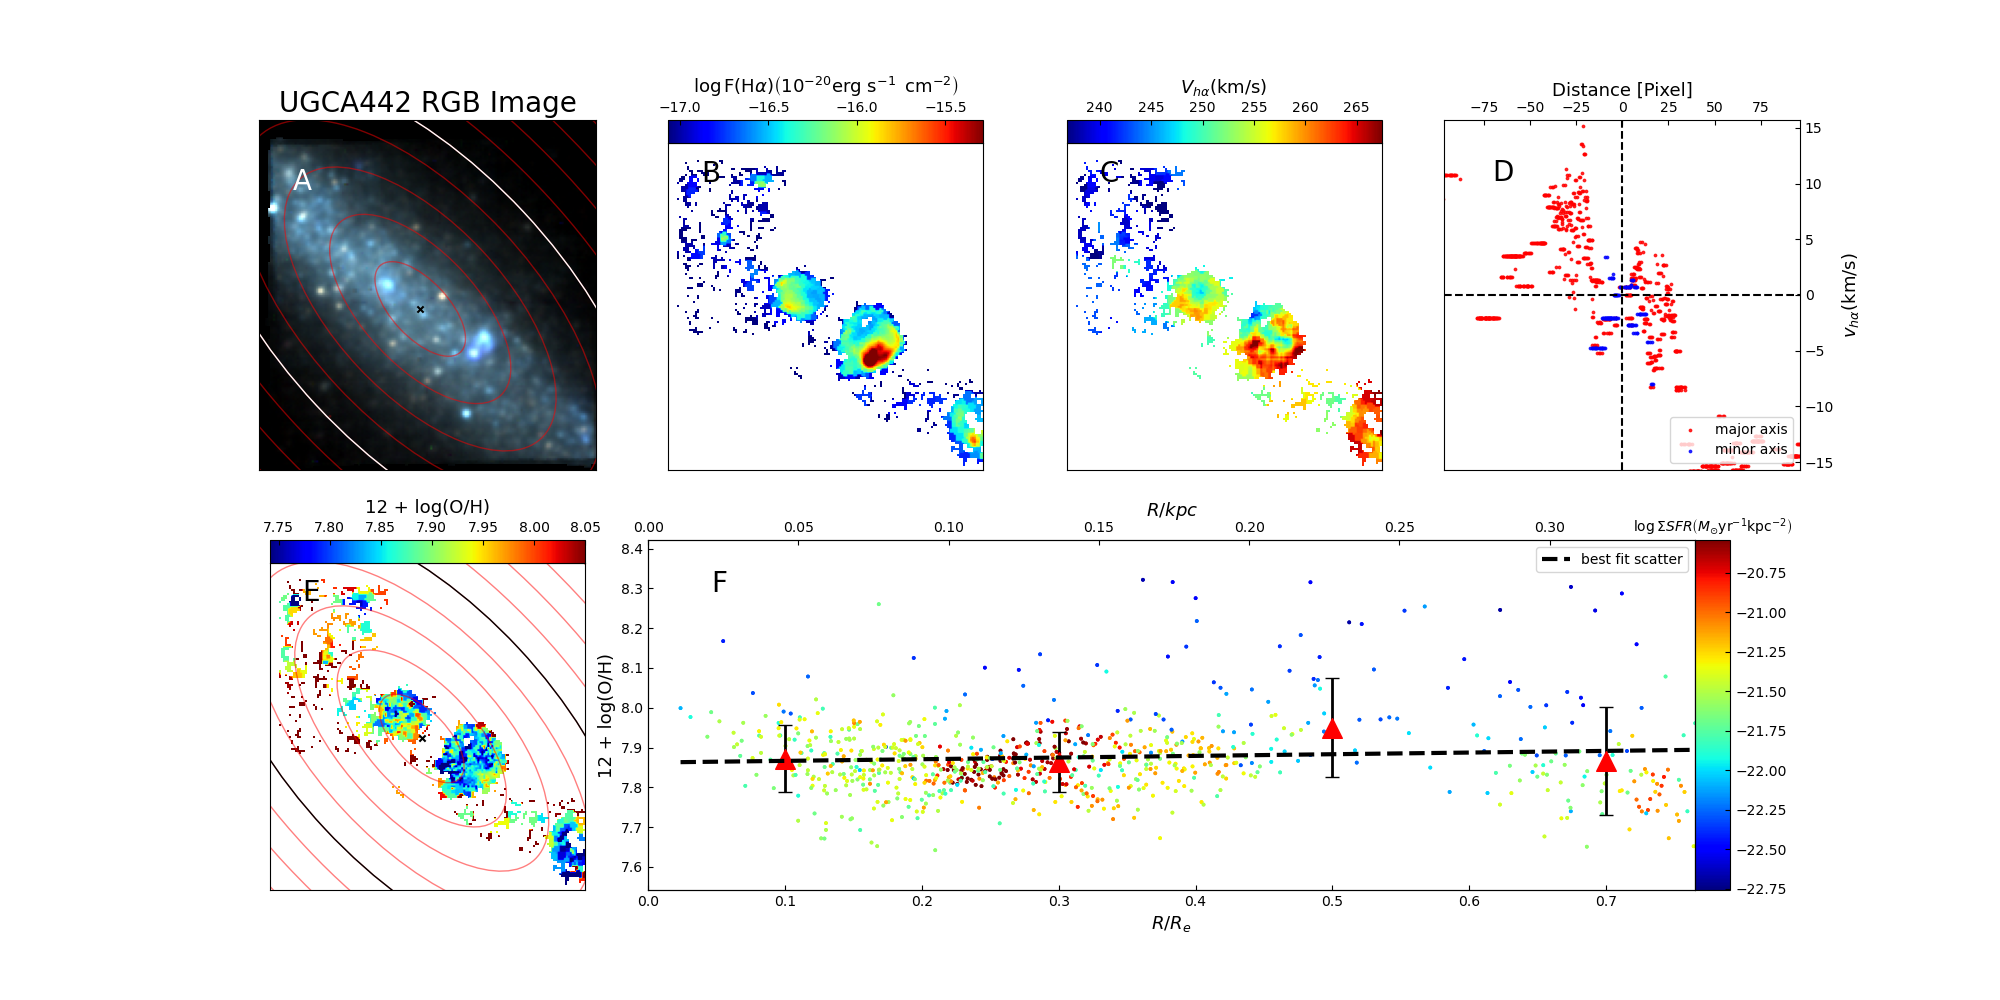 UGCA442 RGB Image
A
log F(Hα)(10⁻²⁰erg s⁻¹ cm⁻²)
−17.0 −16.5 −16.0 −15.5
B
V_hα(km/s)
240 245 250 255 260 265
C
Distance [Pixel]
−75 −50 −25 0 25 50 75
D
15
10
5
0
−5
−10
−15
v_hα(km/s)
major axis
minor axis
12 + log(O/H)
7.75 7.80 7.85 7.90 7.95 8.00 8.05
E
R/kpc
0.00 0.05 0.10 0.15 0.20 0.25 0.30
log ΣSFR(M⊙yr⁻¹kpc⁻²)
F
best fit scatter
12 + log(O/H)
8.4
8.3
8.2
8.1
8.0
7.9
7.8
7.7
7.6
0.0 0.1 0.2 0.3 0.4 0.5 0.6 0.7
R/Rₑ
−20.75
−21.00
−21.25
−21.50
−21.75
−22.00
−22.25
−22.50
−22.75